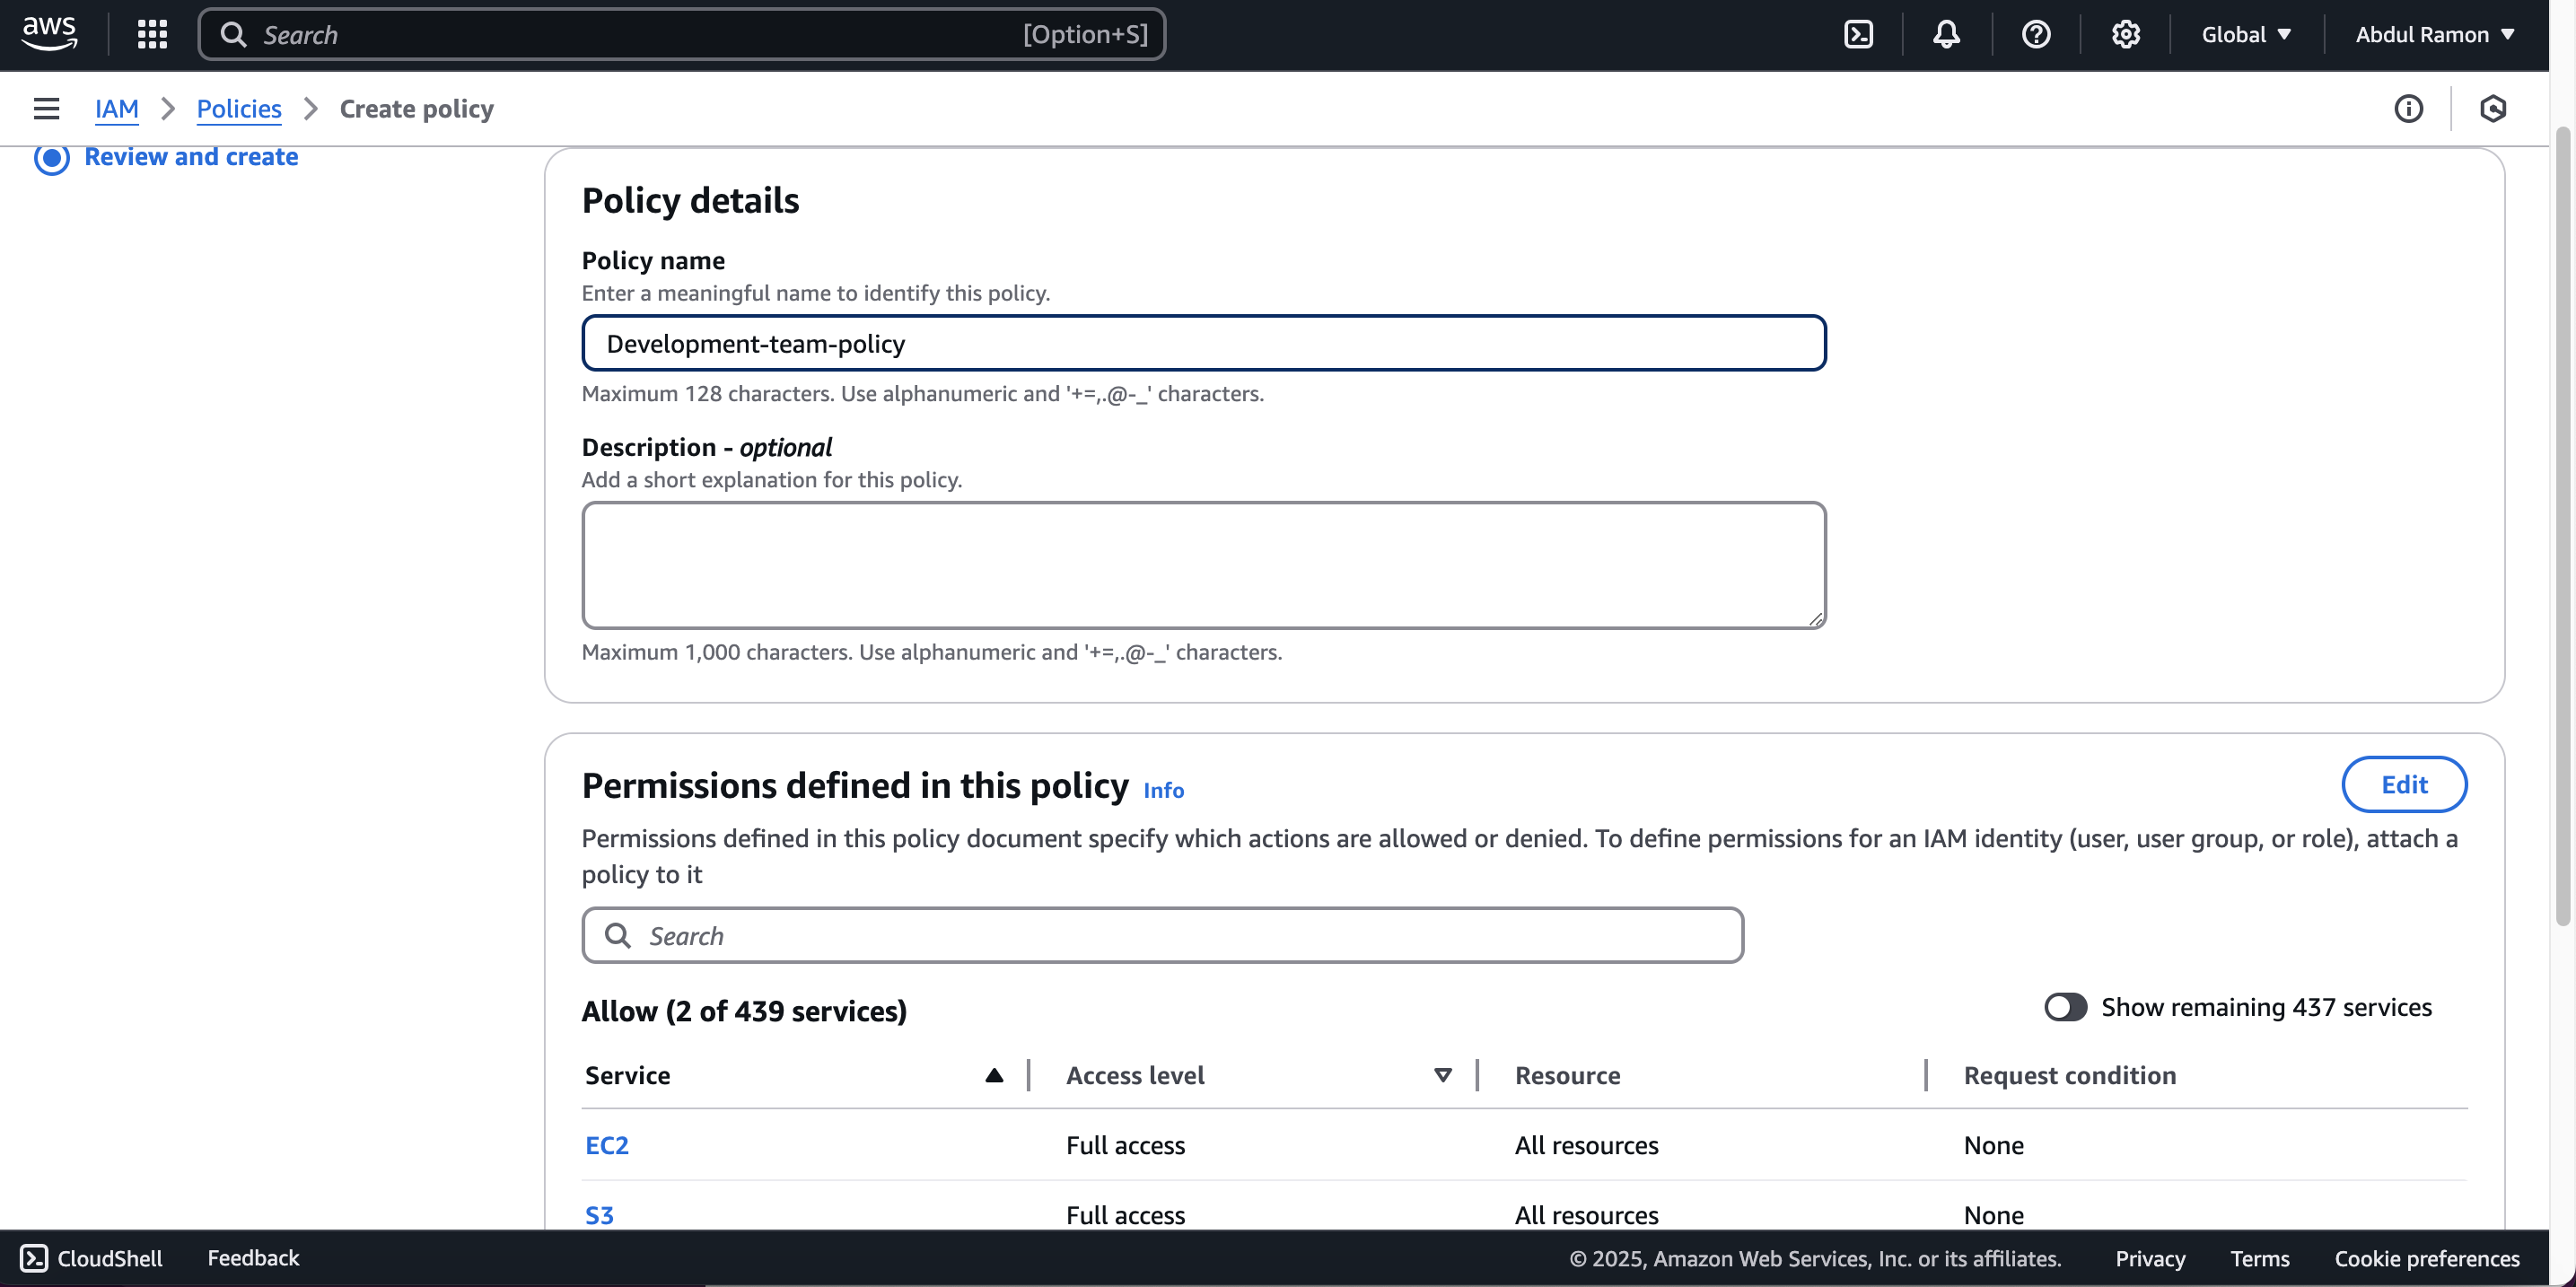 aws
Search [Option+S] Global Abdul Ramon
IAM Policies Create policy
Review and create
Policy details
Policy name
Enter a meaningful name to identify this policy.
Development-team-policy
Maximum 128 characters. Use alphanumeric and '+=,.@-_' characters.
Description - optional
Add a short explanation for this policy.
Maximum 1,000 characters. Use alphanumeric and '+=,.@-_' characters.
Permissions defined in this policy Info
Edit
Permissions defined in this policy document specify which actions are allowed or denied. To define permissions for an IAM identity (user, user group, or role), attach a
policy to it
Search
Allow (2 of 439 services)
Show remaining 437 services
Service Access level Resource Request condition
EC2 Full access All resources None
S3 Full access All resources None
CloudShell Feedback © 2025, Amazon Web Services, Inc. or its affiliates. Privacy Terms Cookie preferences